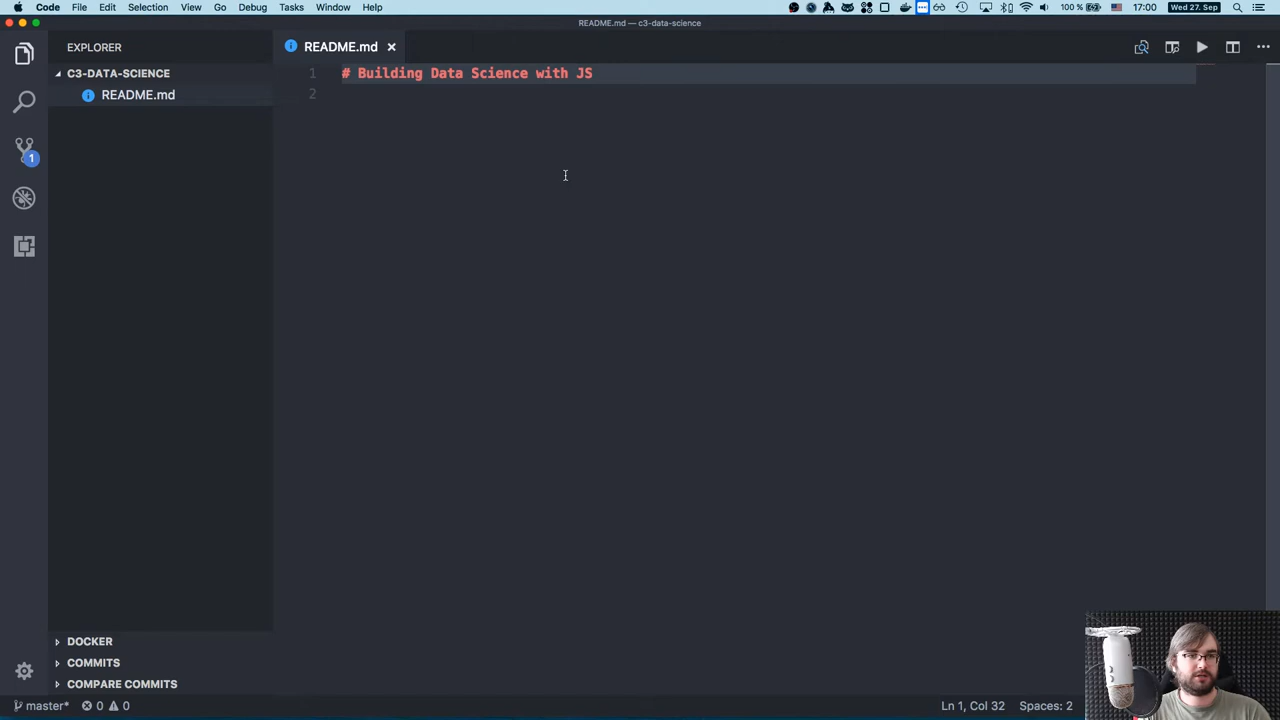 Code File Edit Selection View Go Debug Tasks Window Help 100 % 17:00 Wed 27. Sep
README.md — c3-data-science
EXPLORER
README.md
C3-DATA-SCIENCE
README.md
1 # Building Data Science with JS
2
1
DOCKER
COMMITS
COMPARE COMMITS
master* 0 0 Ln 1, Col 32 Spaces: 2